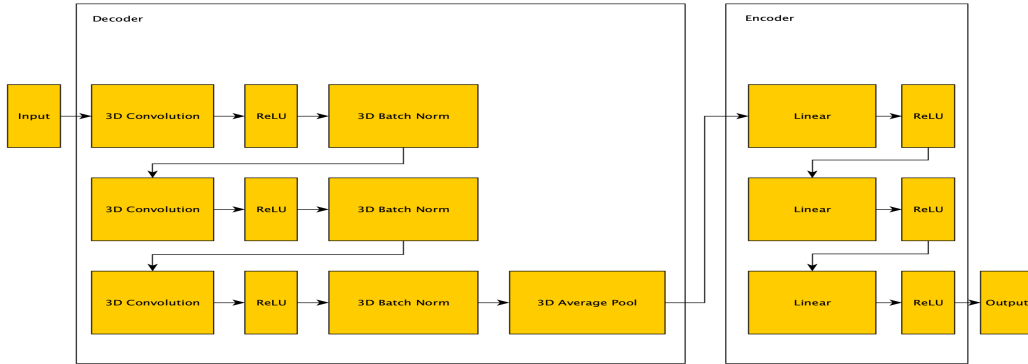 Decoder
Encoder
Input
3D Convolution
ReLU
3D Batch Norm
Linear
ReLU
3D Convolution
ReLU
3D Batch Norm
Linear
ReLU
3D Convolution
ReLU
3D Batch Norm
3D Average Pool
Linear
ReLU
Output